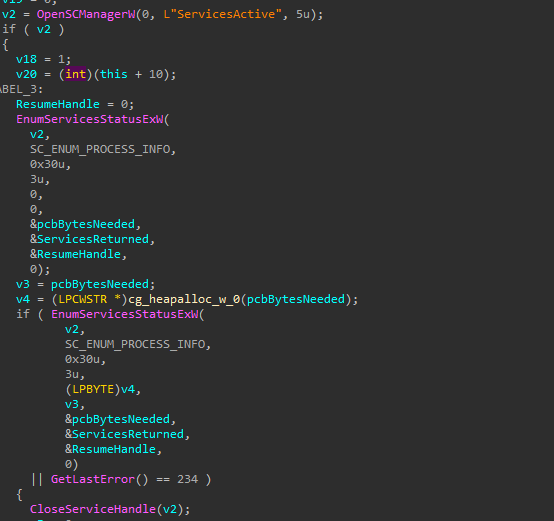 v2 = OpenSCManagerW(0, L"ServicesActive", 5u);
if ( v2 )
{
v18 = 1;
v20 = (int)(this + 10);
ABEL_3:
ResumeHandle = 0;
EnumServicesStatusExW(
v2,
SC_ENUM_PROCESS_INFO,
0x30u,
3u,
0,
0,
&pcbBytesNeeded,
&ServicesReturned,
&ResumeHandle,
0);
v3 = pcbBytesNeeded;
v4 = (LPCWSTR *)cg_heapalloc_w_0(pcbBytesNeeded);
if ( EnumServicesStatusExW(
v2,
SC_ENUM_PROCESS_INFO,
0x30u,
3u,
(LPBYTE)v4,
v3,
&pcbBytesNeeded,
&ServicesReturned,
&ResumeHandle,
0)
|| GetLastError() == 234 )
{
CloseServiceHandle(v2);